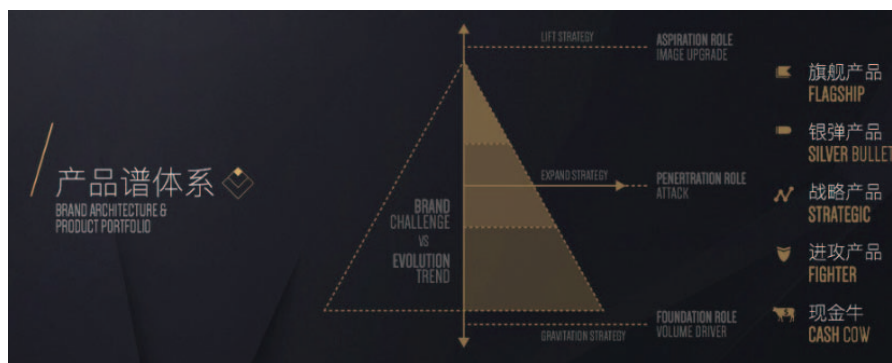 产品谱体系
BRAND ARCHITECTURE &
PRODUCT PORTFOLIO
LIFT STRATEGY
ASPIRATION ROLE
IMAGE UPGRADE
EXPAND STRATEGY
PENERTRATION ROLE
ATTACK
BRAND
CHALLENGE
VS
EVOLUTION
TREND
FOUNDATION ROLE
VOLUME DRIVER
GRAVITATION STRATEGY
旗舰产品
FLAGSHIP
银弹产品
SILVER BULLET
战略产品
STRATEGIC
进攻产品
FIGHTER
现金牛
CASH COW